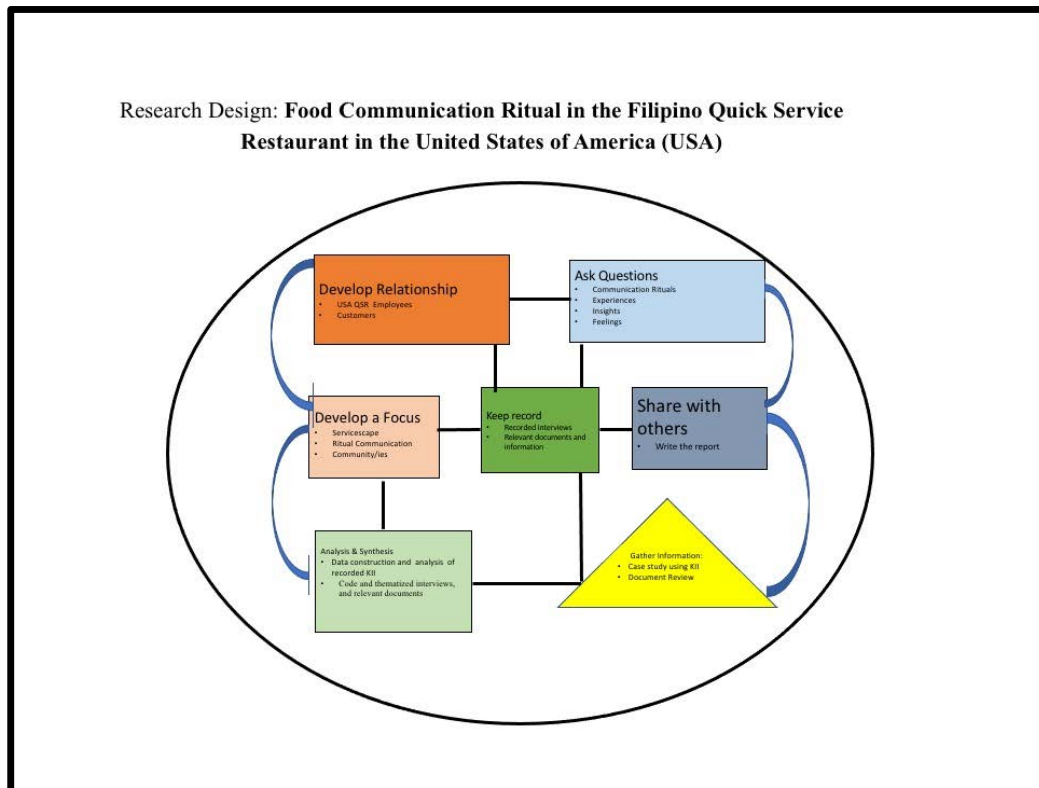 Research Design: Food Communication Ritual in the Filipino Quick Service
Restaurant in the United States of America (USA)
Develop Relationship
• USA QSR Employees
• Customers
Ask Questions
• Communication Rituals
• Experiences
• Insights
• Feelings
Develop a Focus
• Servicescape
• Ritual Communication
• Community/ies
Keep record
• Recorded interviews
• Relevant documents and
information
Share with
others
• Write the report
Analysis & Synthesis
• Data construction and analysis of
recorded KII
• Code and thematized interviews,
and relevant documents
Gather Information:
• Case study using KII
• Document Review